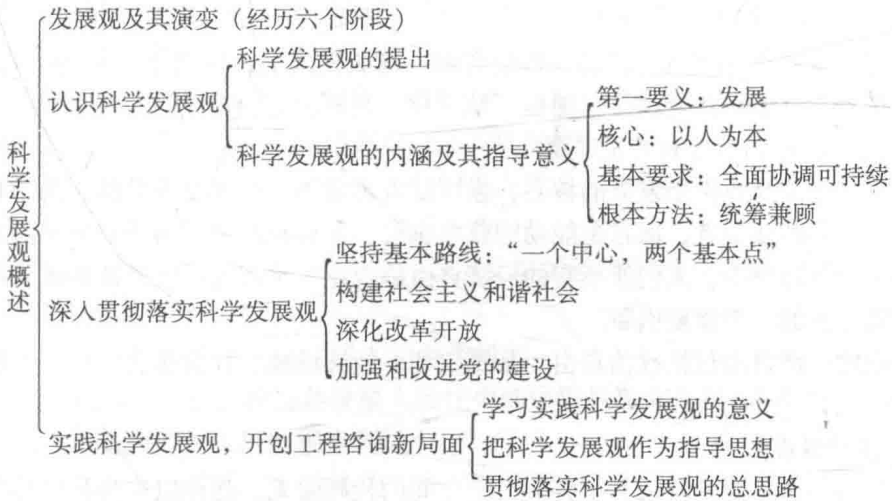 科学发展观概述
发展观及其演变（经历六个阶段）
认识科学发展观
科学发展观的提出
科学发展观的内涵及其指导意义
第一要义：发展
核心：以人为本
基本要求：全面协调可持续
根本方法：统筹兼顾
深入贯彻落实科学发展观
坚持基本路线：“一个中心，两个基本点”
构建社会主义和谐社会
深化改革开放
加强和改进党的建设
实践科学发展观，开创工程咨询新局面
学习实践科学发展观的意义
把科学发展观作为指导思想
贯彻落实科学发展观的总思路